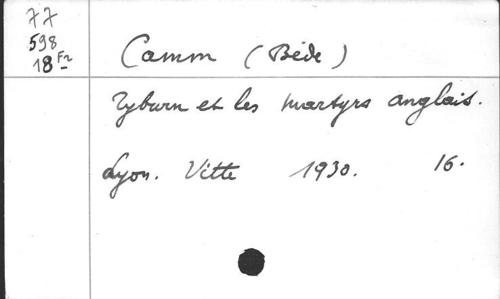 77
598
18 Fr
Camm (Bède)
Tyburn et les martyrs anglais.
Lyon. Vitte 1930. 16.